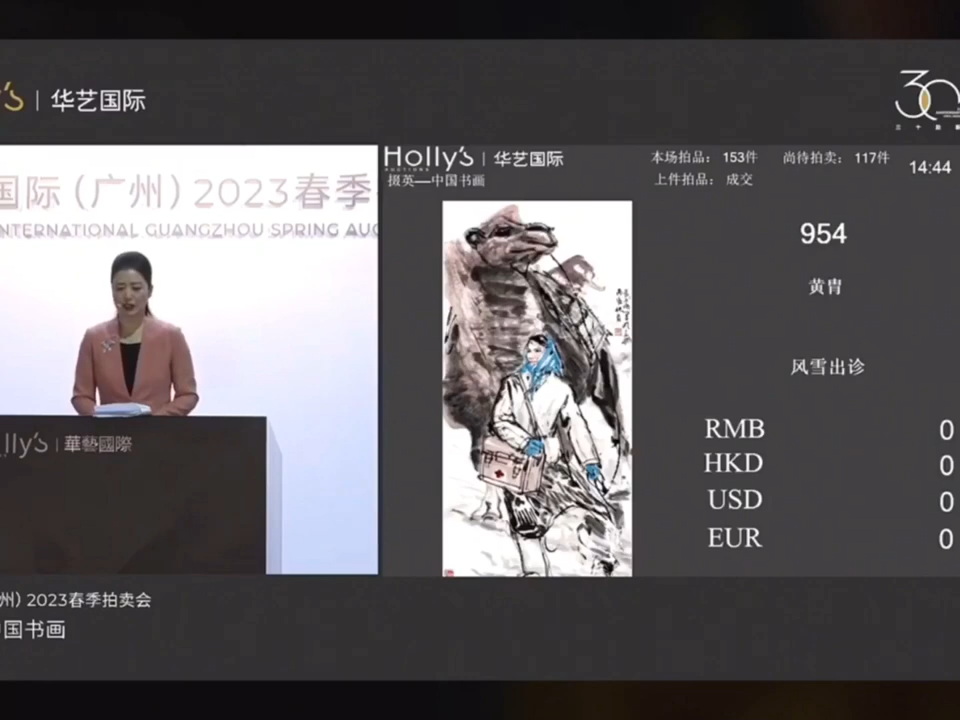 's | 华艺国际
30
国际（广州）2023春季
NTERNATIONAL GUANGZHOU SPRING AUC
lly's | 華藝國際
Holly's | 华艺国际
AUCTIONS
撷英—中国书画
本场拍品： 153件 尚待拍卖： 117件
上件拍品： 成交
14:44
954
黄胄
风雪出诊
RMB 0
HKD 0
USD 0
EUR 0
州）2023春季拍卖会
国书画